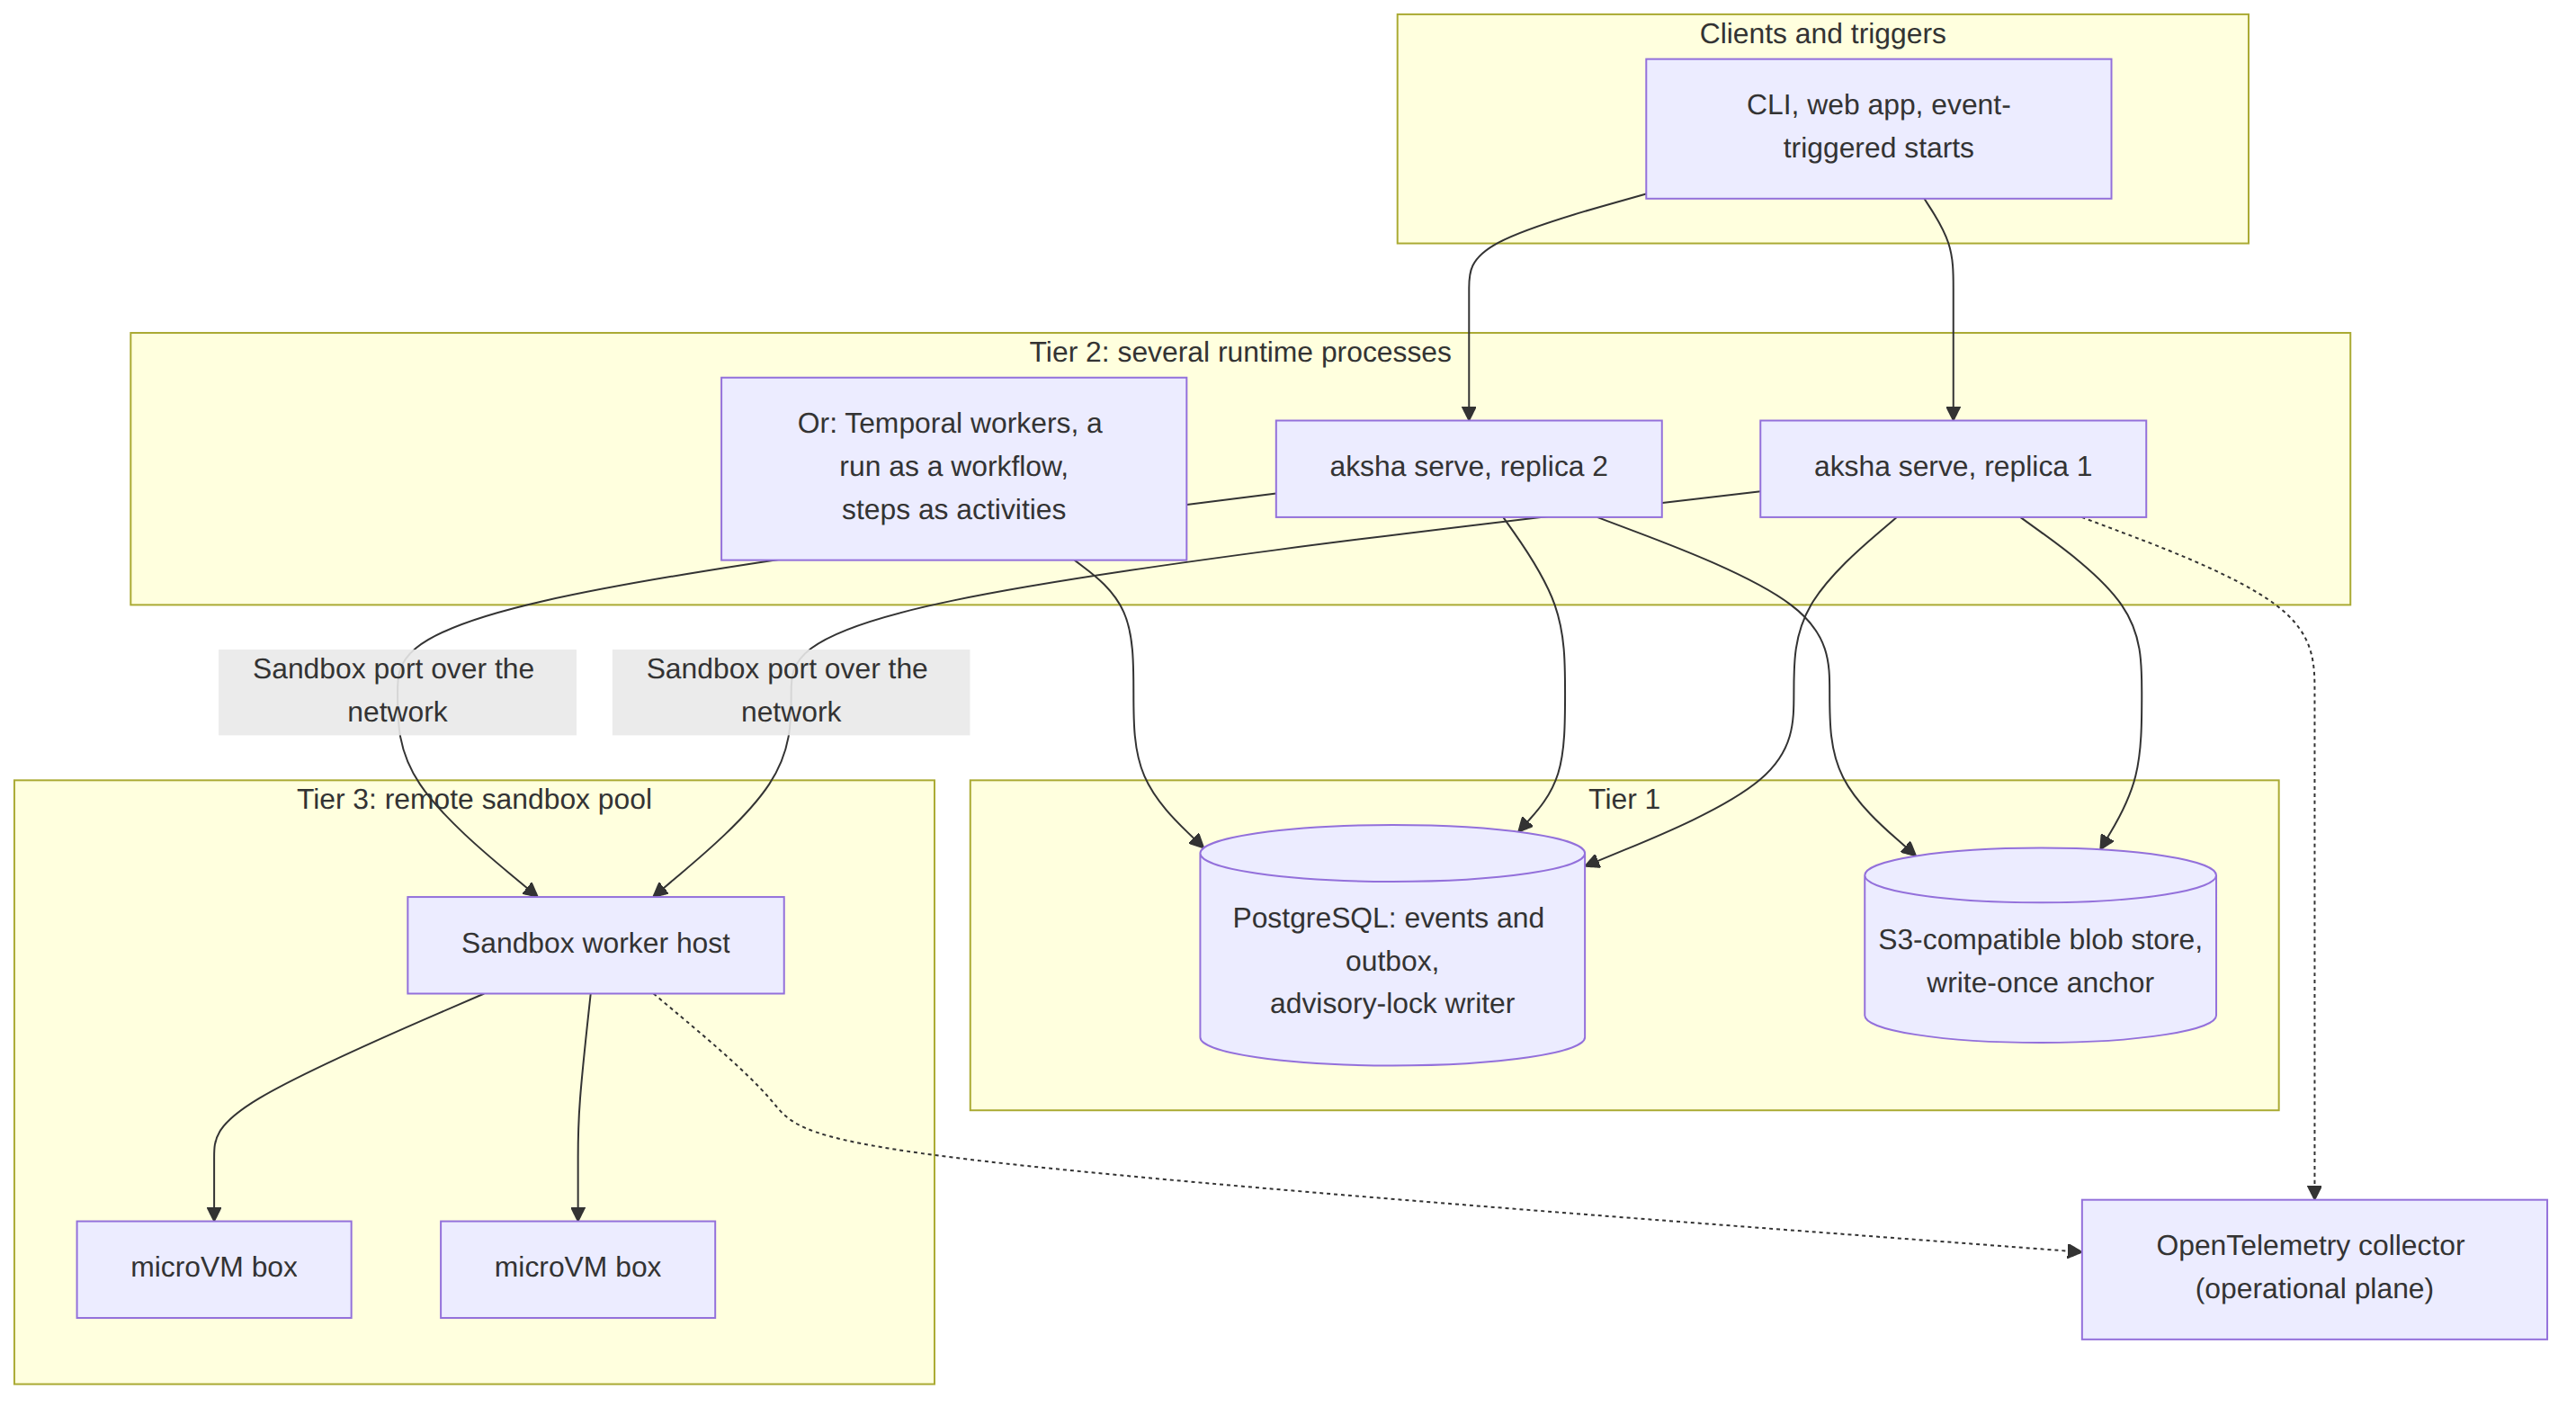 Clients and triggers
CLI, web app, event-
triggered starts
Tier 2: several runtime processes
Or: Temporal workers, a
run as a workflow,
steps as activities
aksha serve, replica 2
aksha serve, replica 1
Sandbox port over the
network
Sandbox port over the
network
Tier 3: remote sandbox pool
Tier 1
Sandbox worker host
PostgreSQL: events and
outbox,
advisory-lock writer
S3-compatible blob store,
write-once anchor
microVM box
microVM box
OpenTelemetry collector
(operational plane)